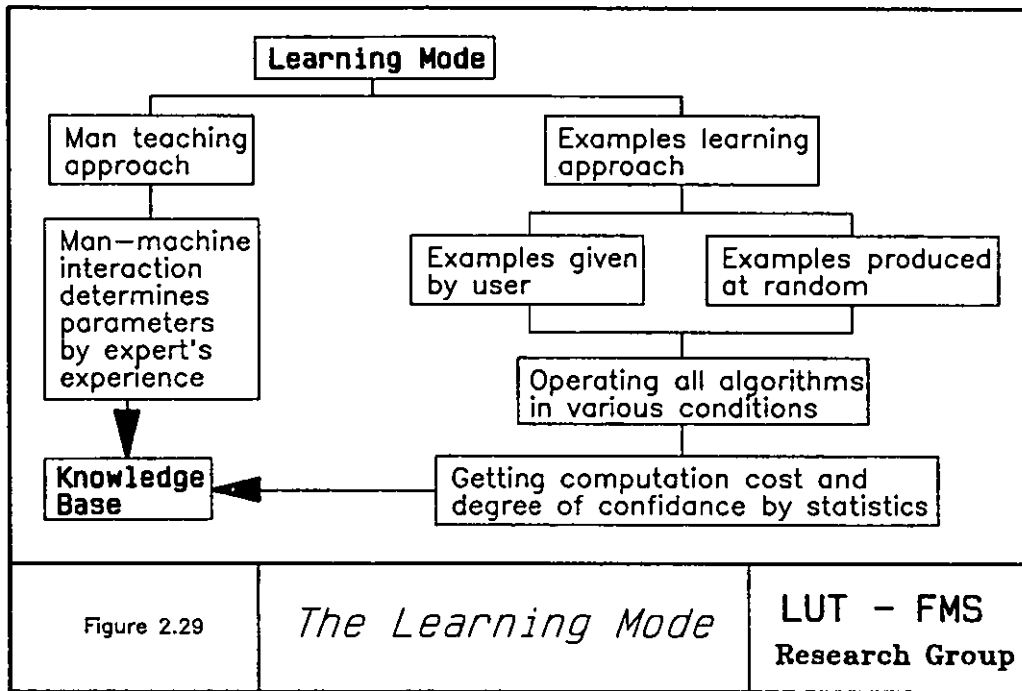 Learning Mode
Man teaching
approach
Examples learning
approach
Man-machine
interaction
determines
parameters
by expert's
experience
Examples given
by user
Examples produced
at random
Operating all algorithms
in various conditions
Knowledge
Base
Getting computation cost and
degree of confidance by statistics
Figure 2.29
The Learning Mode
LUT - FMS
Research Group